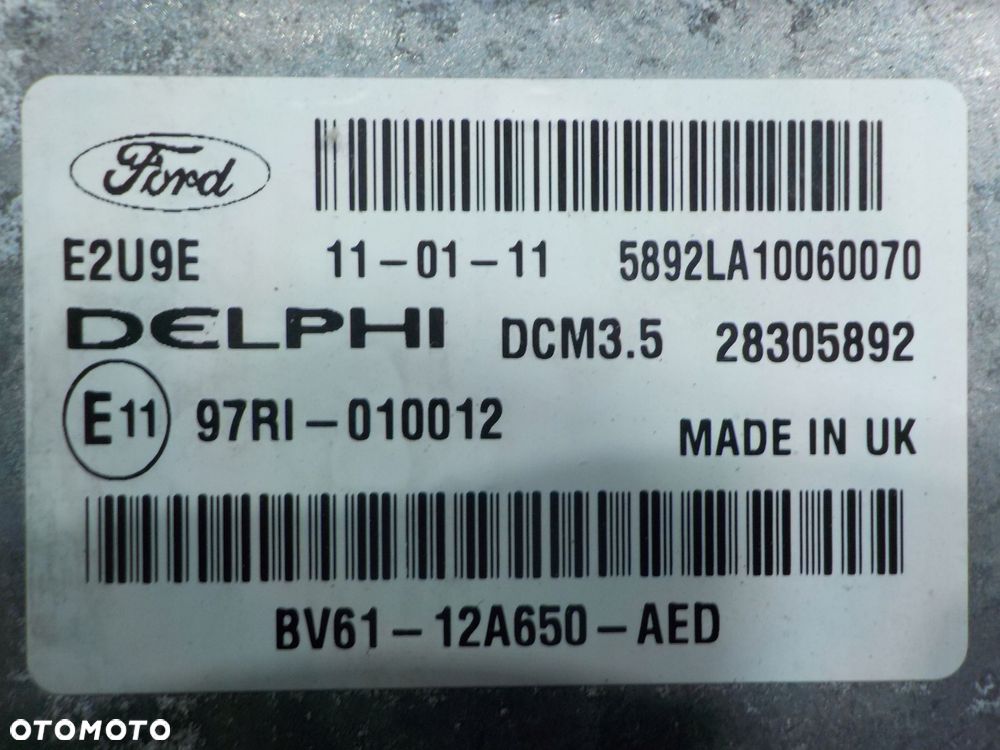 Ford
E2U9E 11-01-11 5892LA10060070
DELPHI DCM3.5 28305892
E11 97RI-010012
MADE IN UK
BV61-12A650-AED
OTOMOTO